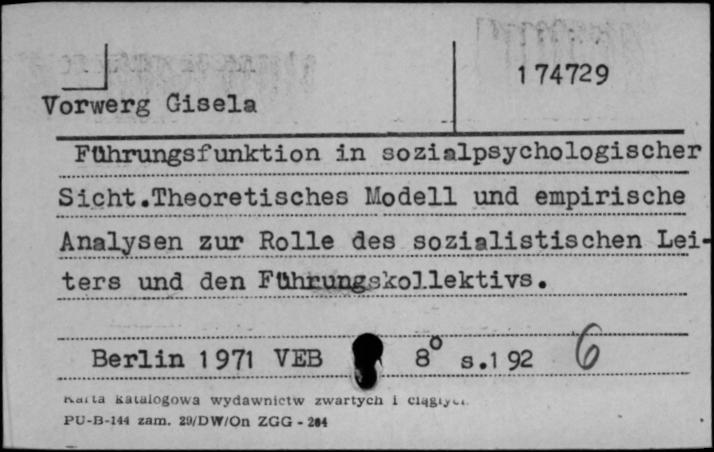 174729
Vorwerg Gisela
Führungsfunktion in sozialpsychologischer
Sicht.Theoretisches Modell und empirische
Analysen zur Rolle des sozialistischen Lei-
ters und den Führungskollektivs.
Berlin 1971 VEB 8° s.192 6
Karta katalogowa wydawnictw zwartych i ciągłych
PU-B-144 zam. 29/DW/On ZGG - 264